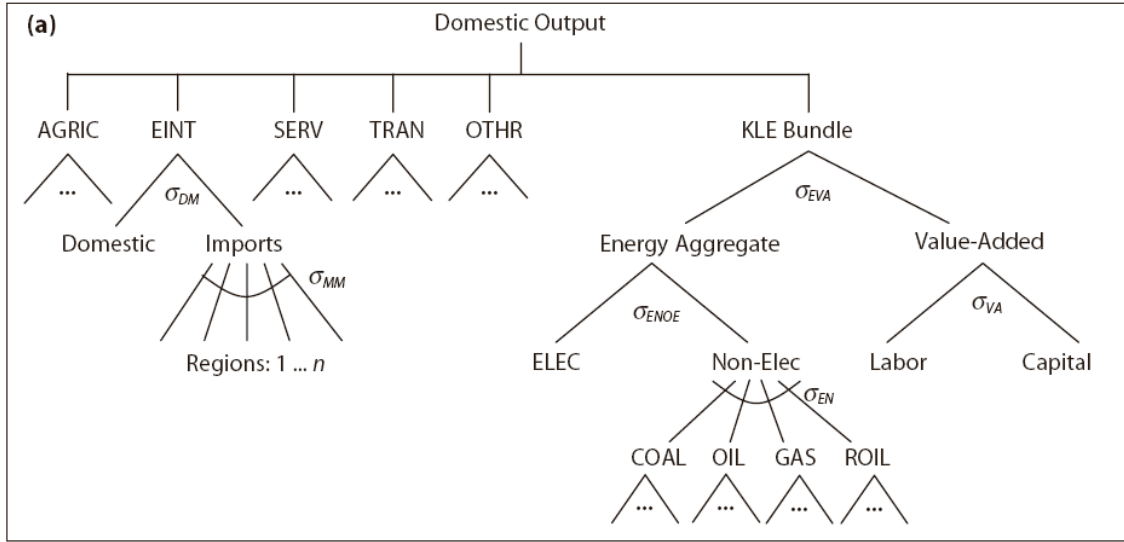 (a) Domestic Output
AGRIC EINT SERV TRAN OTHR KLE Bundle
... σDM ... ... ... σEVA
Domestic Imports Energy Aggregate Value-Added
σMM σENOE σVA
Regions: 1 ... n ELEC Non-Elec Labor Capital
σEN
COAL OIL GAS ROIL
... ... ... ...